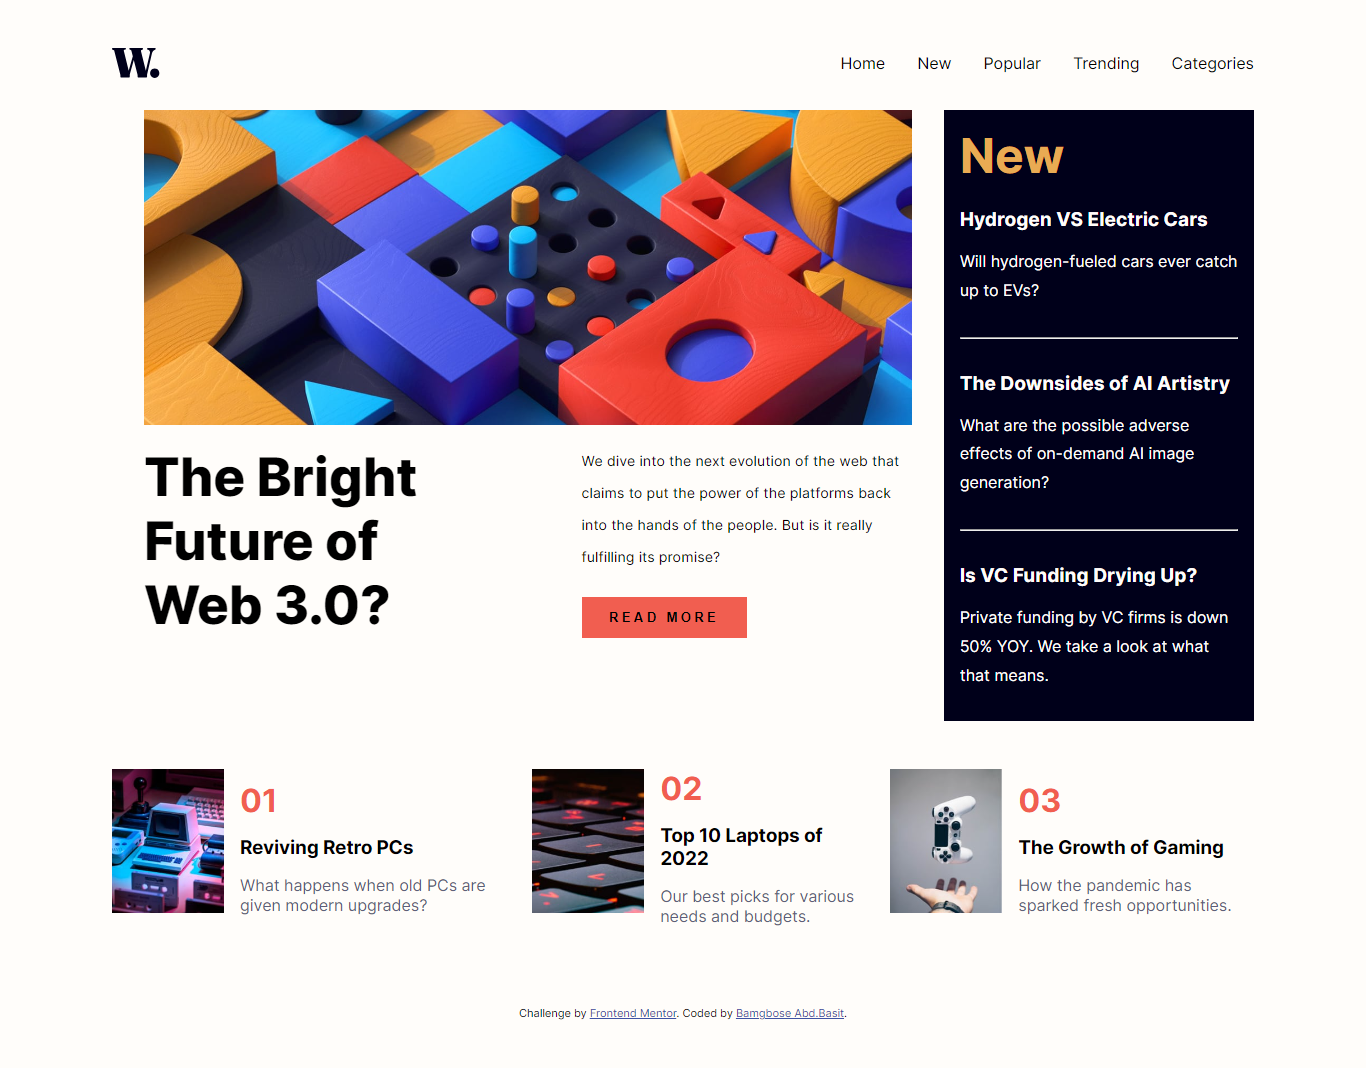 W.
Home New Popular Trending Categories
New
Hydrogen VS Electric Cars
Will hydrogen-fueled cars ever catch
up to EVs?
The Downsides of AI Artistry
What are the possible adverse
effects of on-demand AI image
generation?
Is VC Funding Drying Up?
Private funding by VC firms is down
50% YOY. We take a look at what
that means.
The Bright
Future of
Web 3.0?
We dive into the next evolution of the web that
claims to put the power of the platforms back
into the hands of the people. But is it really
fulfilling its promise?
READ MORE
01
Reviving Retro PCs
What happens when old PCs are
given modern upgrades?
02
Top 10 Laptops of
2022
Our best picks for various
needs and budgets.
03
The Growth of Gaming
How the pandemic has
sparked fresh opportunities.
Challenge by Frontend Mentor. Coded by Bamgbose Abd.Basit.